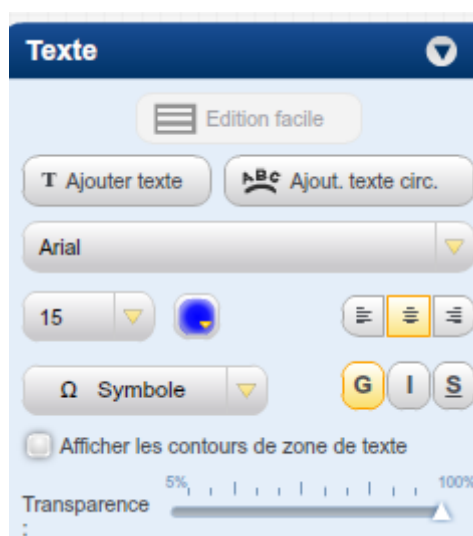 Texte
Edition facile
T Ajouter texte
ABC Ajout. texte circ.
Arial
15
Ω Symbole
G I S
Afficher les contours de zone de texte
5% 100%
Transparence
: